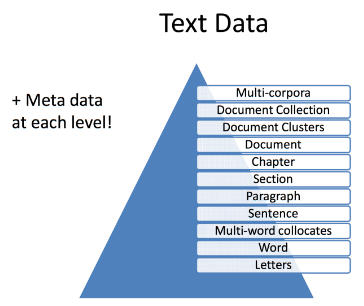 Text Data
+ Meta data
at each level!
Multi-corpora
Document Collection
Document Clusters
Document
Chapter
Section
Paragraph
Sentence
Multi-word collocates
Word
Letters